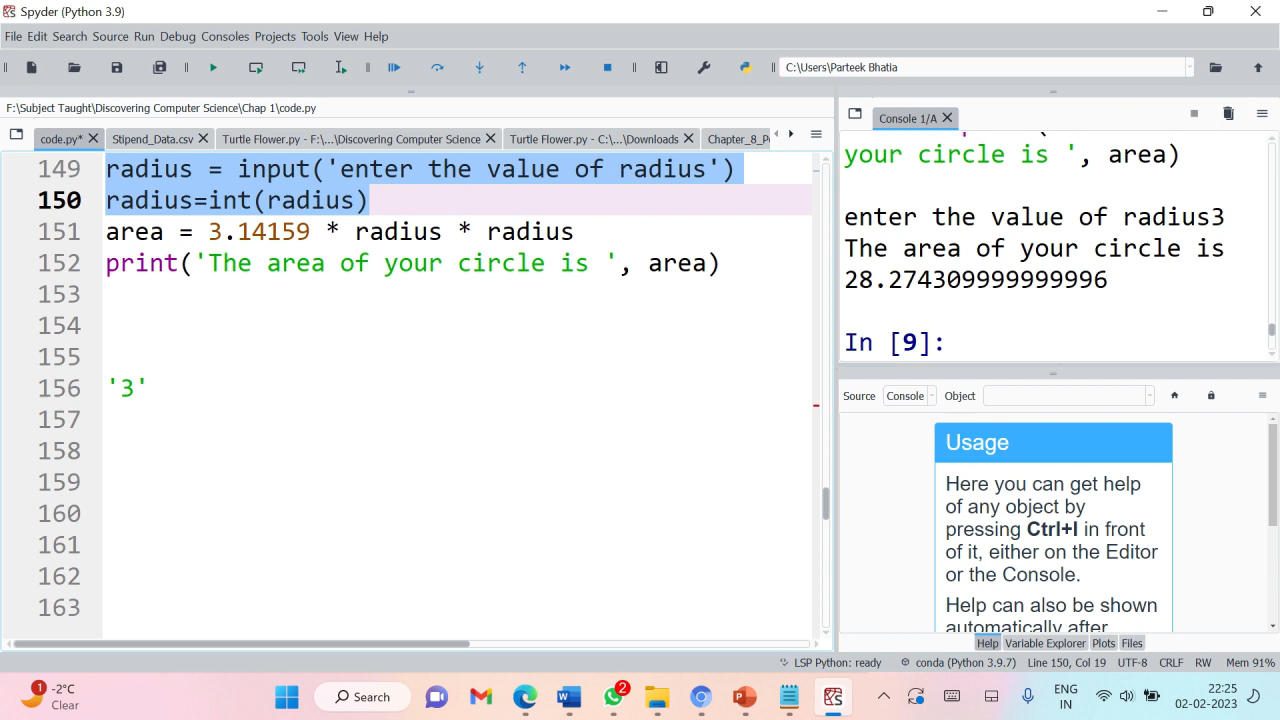 Spyder (Python 3.9)
File Edit Search Source Run Debug Consoles Projects Tools View Help
C:\Users\Parteek Bhatia
F:\Subject Taught\Discovering Computer Science\Chap 1\code.py
code.py*
Stipend_Data.csv
Turtle Flower.py - F:\...\Discovering Computer Science
Turtle Flower.py - C:\...\Downloads
149 radius = input('enter the value of radius')
150 radius=int(radius)
151 area = 3.14159 * radius * radius
152 print('The area of your circle is ', area)
153
154
155
156 '3'
157
158
159
160
161
162
163
Console 1/A
your circle is ', area)
enter the value of radius3
The area of your circle is
28.274309999999996
In [9]:
Source Console Object
Usage
Here you can get help
of any object by
pressing Ctrl+I in front
of it, either on the Editor
or the Console.
Help can also be shown
automatically after
Help Variable Explorer Plots Files
LSP Python: ready conda (Python 3.9.7) Line 150, Col 19 UTF-8 CRLF RW Mem 91%
1
-2°C
Clear
Search
2
ENG
IN
22:25
02-02-2023